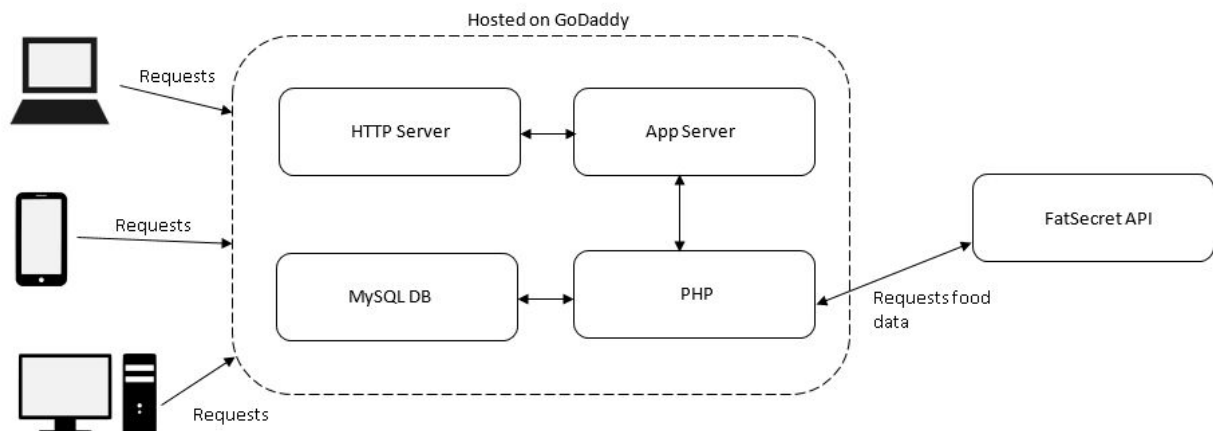 Hosted on GoDaddy
Requests
HTTP Server
App Server
Requests
FatSecret API
MySQL DB
PHP
Requests food
data
Requests